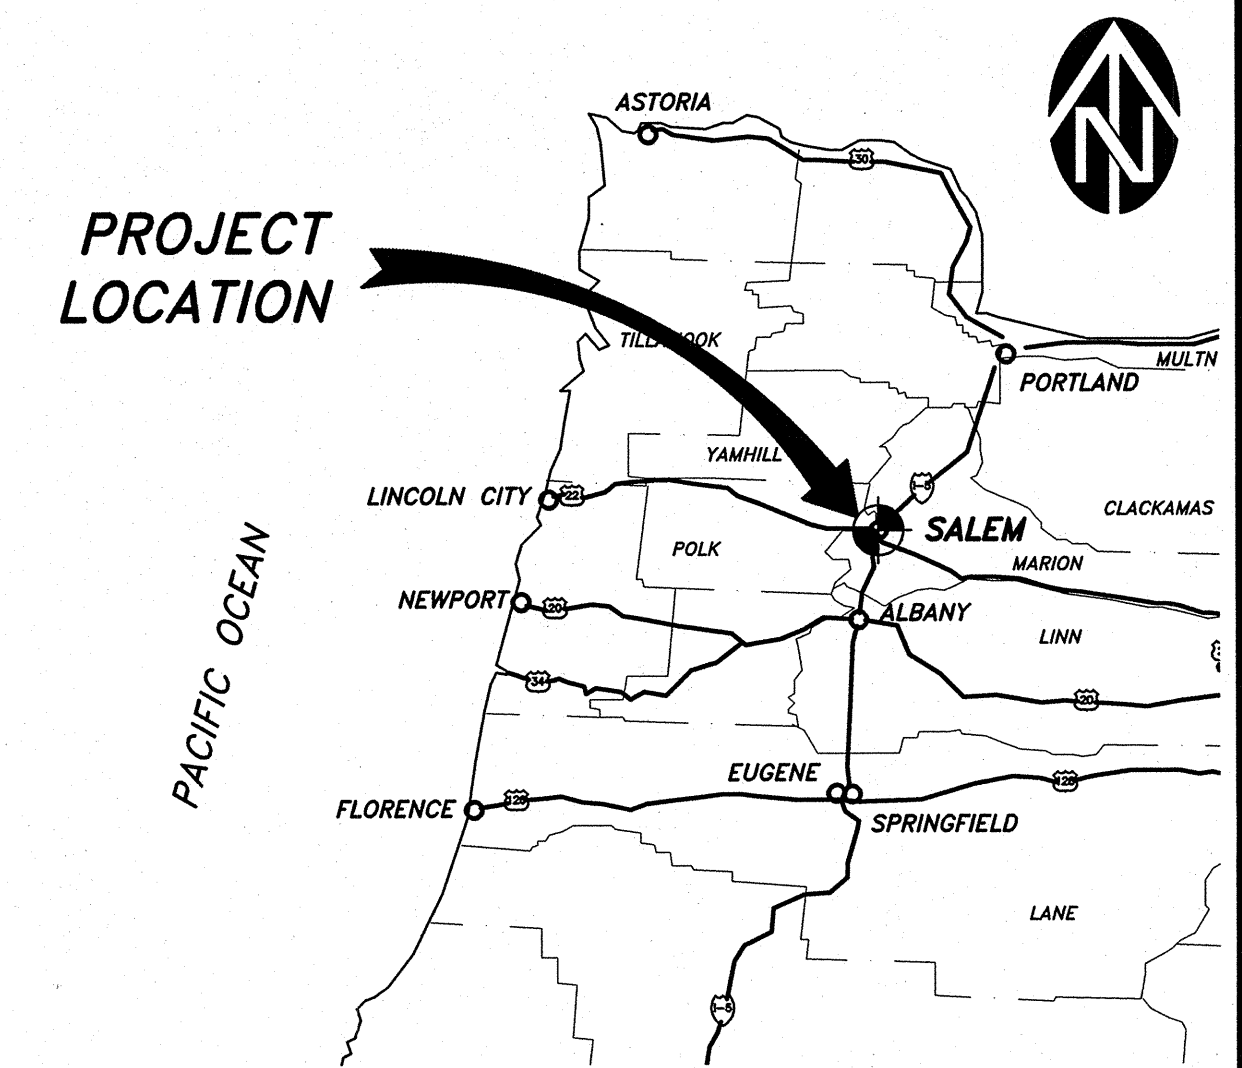 ASTORIA
N
30
PROJECT
LOCATION
PORTLAND
MULTN
YAMHILL
LINCOLN CITY
22
I-5
CLACKAMAS
SALEM
POLK
MARION
PACIFIC OCEAN
NEWPORT
20
ALBANY
LINN
34
20
EUGENE
126
FLORENCE
126
SPRINGFIELD
LANE
I-5